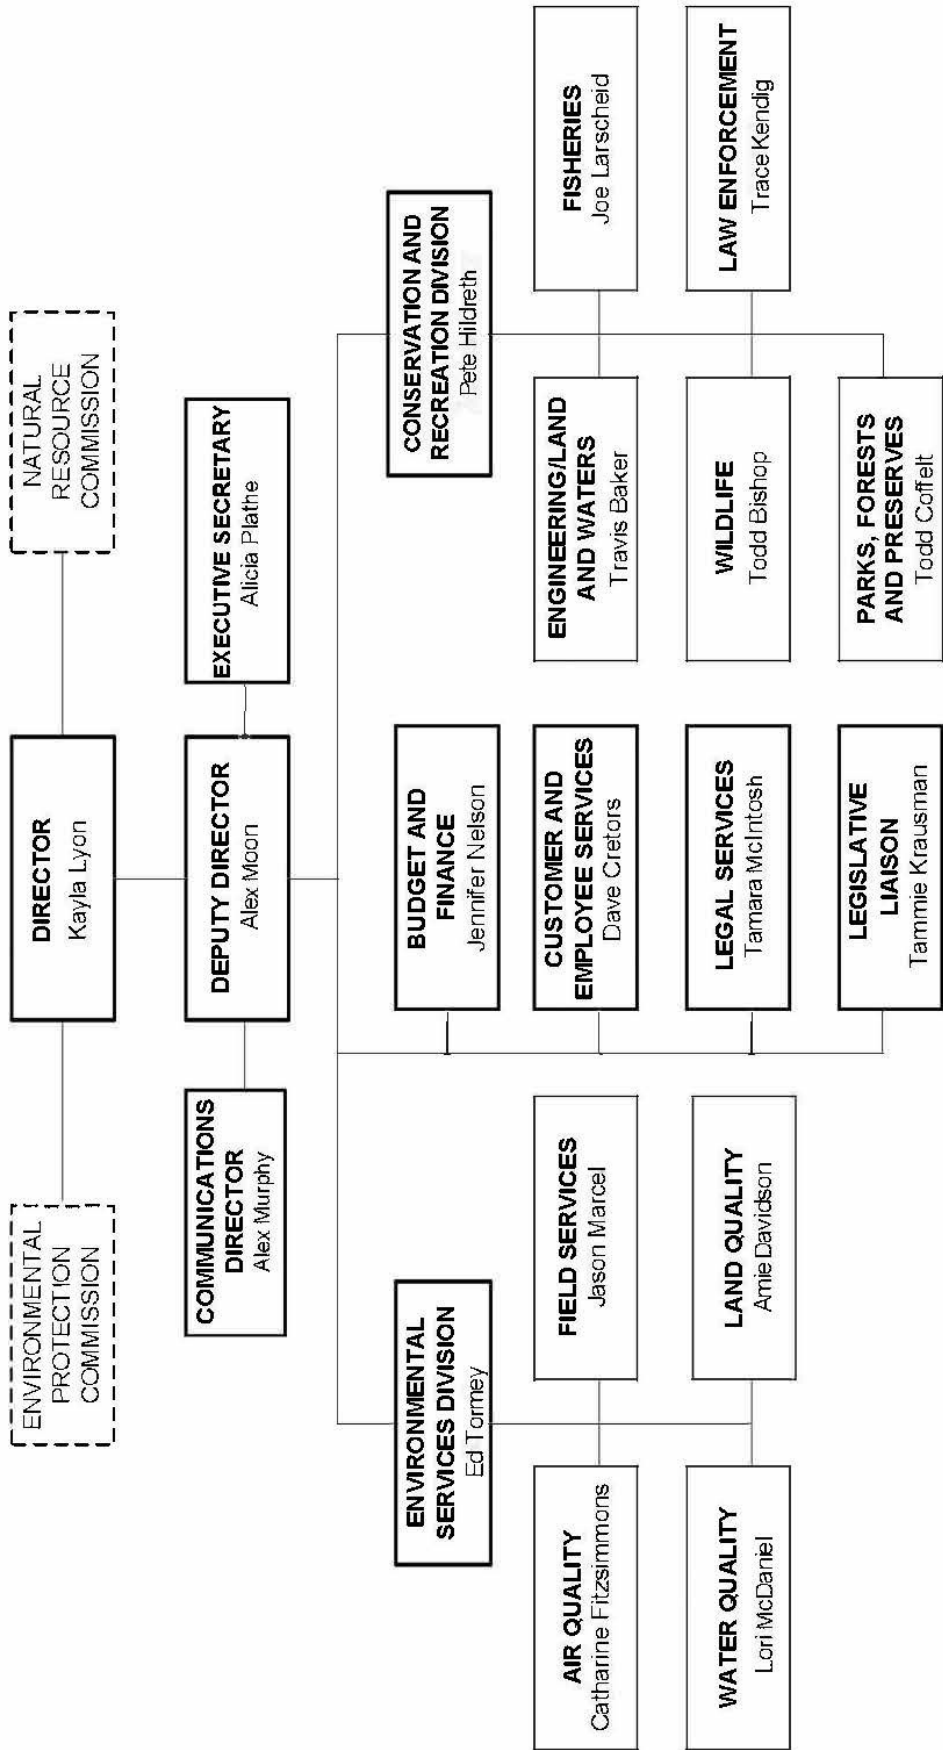 ENVIRONMENTAL
PROTECTION
COMMISSION
DIRECTOR
Kayla Lyon
NATURAL
RESOURCE
COMMISSION
COMMUNICATIONS
DIRECTOR
Alex Murphy
DEPUTY DIRECTOR
Alex Moon
EXECUTIVE SECRETARY
Alicia Plathe
ENVIRONMENTAL
SERVICES DIVISION
Ed Tormey
BUDGET AND
FINANCE
Jennifer Nelson
CONSERVATION AND
RECREATION DIVISION
Pete Hildreth
AIR QUALITY
Catharine Fitzsimmons
FIELD SERVICES
Jason Marcel
CUSTOMER AND
EMPLOYEE SERVICES
Dave Cretors
ENGINEERING/LAND
AND WATERS
Travis Baker
FISHERIES
Joe Larscheid
WATER QUALITY
Lori McDaniel
LAND QUALITY
Amie Davidson
LEGAL SERVICES
Tamara McIntosh
WILDLIFE
Todd Bishop
LAW ENFORCEMENT
Trace Kendig
LEGISLATIVE
LIAISON
Tammie Krausman
PARKS, FORESTS
AND PRESERVES
Todd Coffelt